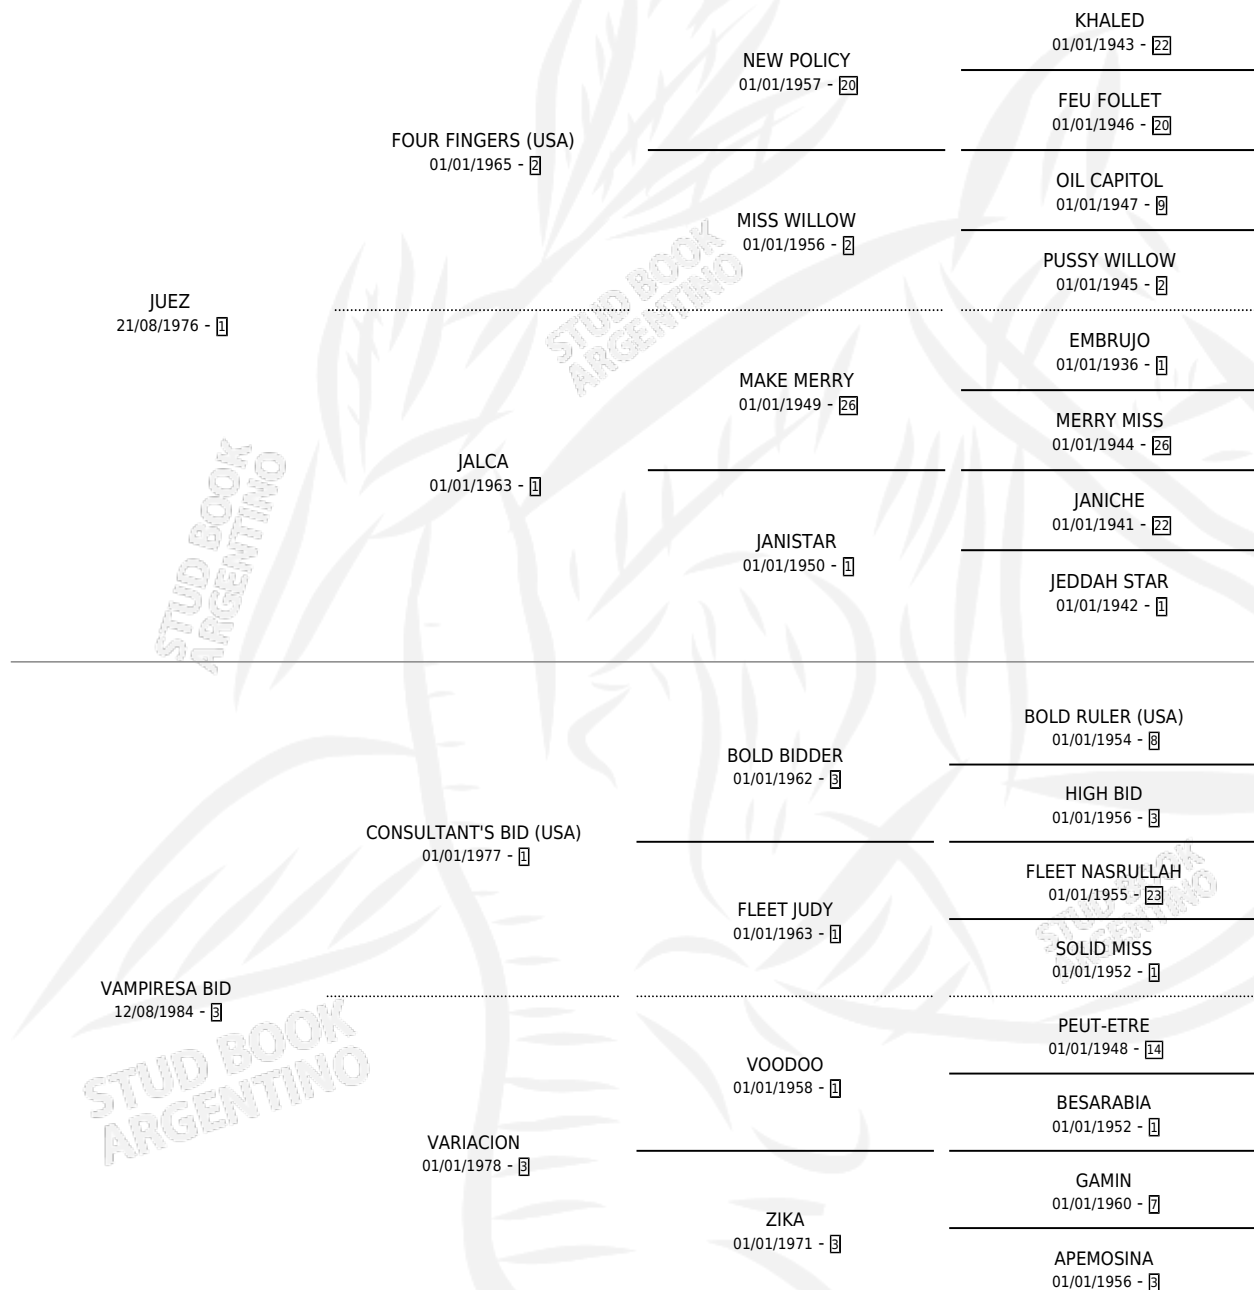 KHALED
01/01/1943 - 22
NEW POLICY
01/01/1957 - 20
FEU FOLLET
01/01/1946 - 20
FOUR FINGERS (USA)
01/01/1965 - 2
OIL CAPITOL
01/01/1947 - 9
MISS WILLOW
01/01/1956 - 2
PUSSY WILLOW
01/01/1945 - 2
JUEZ
21/08/1976 - 1
STUD BOOK
ARGENTINO
EMBRUJO
01/01/1936 - 1
MAKE MERRY
01/01/1949 - 26
MERRY MISS
01/01/1944 - 26
JALCA
01/01/1963 - 1
JANICHE
01/01/1941 - 22
JANISTAR
01/01/1950 - 1
JEDDAH STAR
01/01/1942 - 1
STUD BOOK
ARGENTINO
BOLD RULER (USA)
01/01/1954 - 8
BOLD BIDDER
01/01/1962 - 3
HIGH BID
01/01/1956 - 3
CONSULTANT'S BID (USA)
01/01/1977 - 1
FLEET NASRULLAH
01/01/1955 - 23
FLEET JUDY
01/01/1963 - 1
STUD BOOK
ARGENTINO
SOLID MISS
01/01/1952 - 1
VAMPIRESA BID
12/08/1984 - 3
STUD BOOK
ARGENTINO
PEUT-ETRE
01/01/1948 - 14
VOODOO
01/01/1958 - 1
BESARABIA
01/01/1952 - 1
VARIACION
01/01/1978 - 3
GAMIN
01/01/1960 - 7
ZIKA
01/01/1971 - 3
APEMOSINA
01/01/1956 - 3